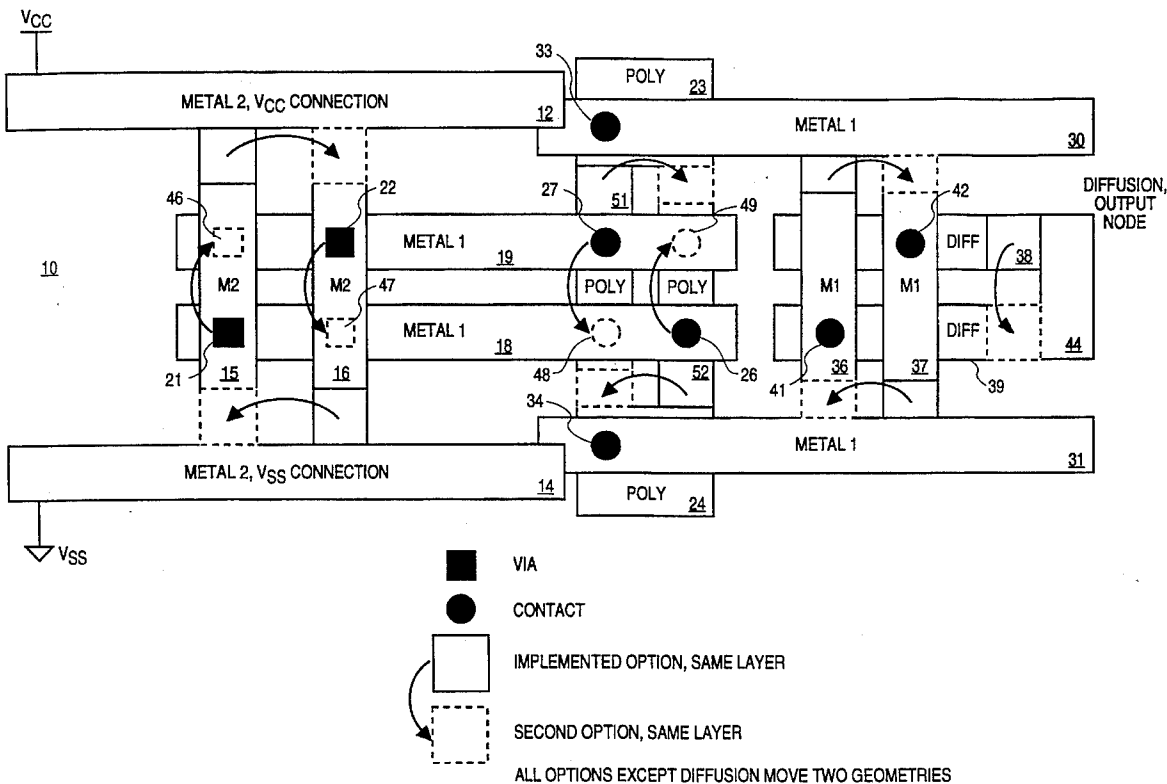 VCC
33
POLY 23
METAL 2, VCC CONNECTION 12
METAL 1 30
46
22
27
51
49
42
DIFFUSION, OUTPUT NODE
METAL 1 19
DIFF
38
10
M2
M2
47
POLY
POLY
M1
M1
METAL 1 18
DIFF
44
21
15
16
48
52
26
41
36
37
39
34
METAL 2, VSS CONNECTION 14
METAL 1 31
POLY 24
VSS
VIA
CONTACT
IMPLEMENTED OPTION, SAME LAYER
SECOND OPTION, SAME LAYER
ALL OPTIONS EXCEPT DIFFUSION MOVE TWO GEOMETRIES